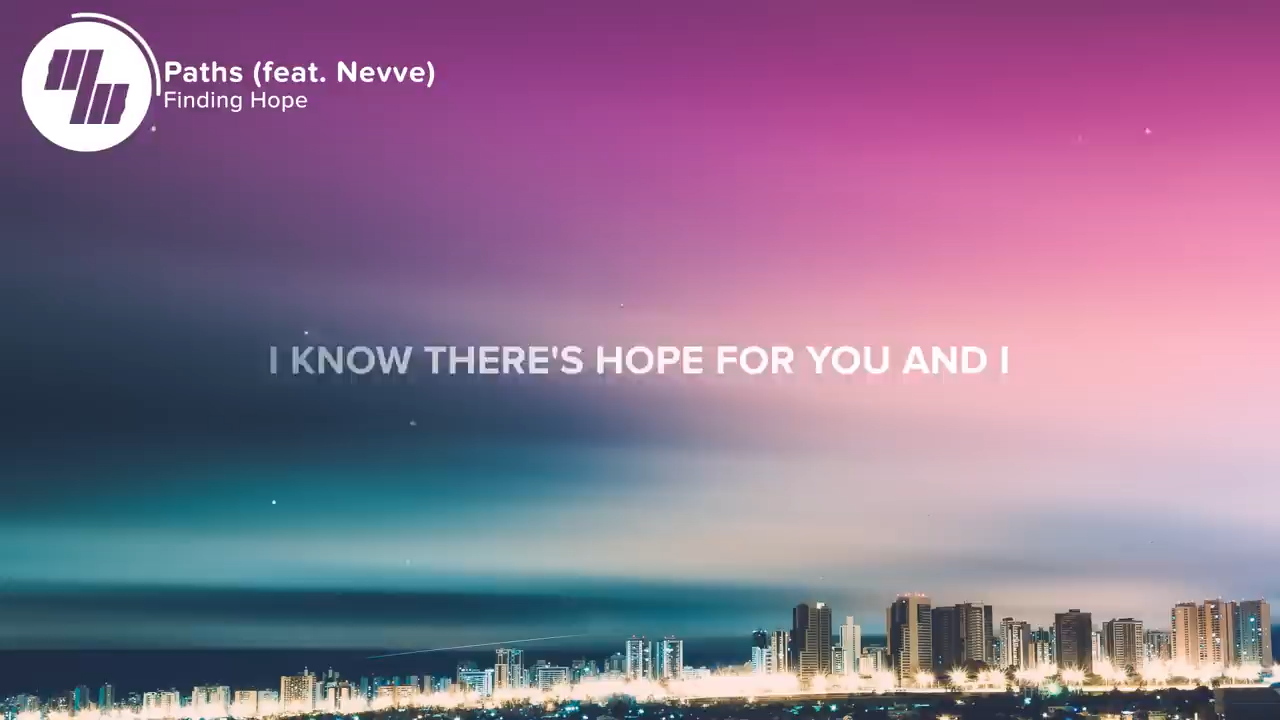 Paths (feat. Nevve)
Finding Hope
I KNOW THERE'S HOPE FOR YOU AND I